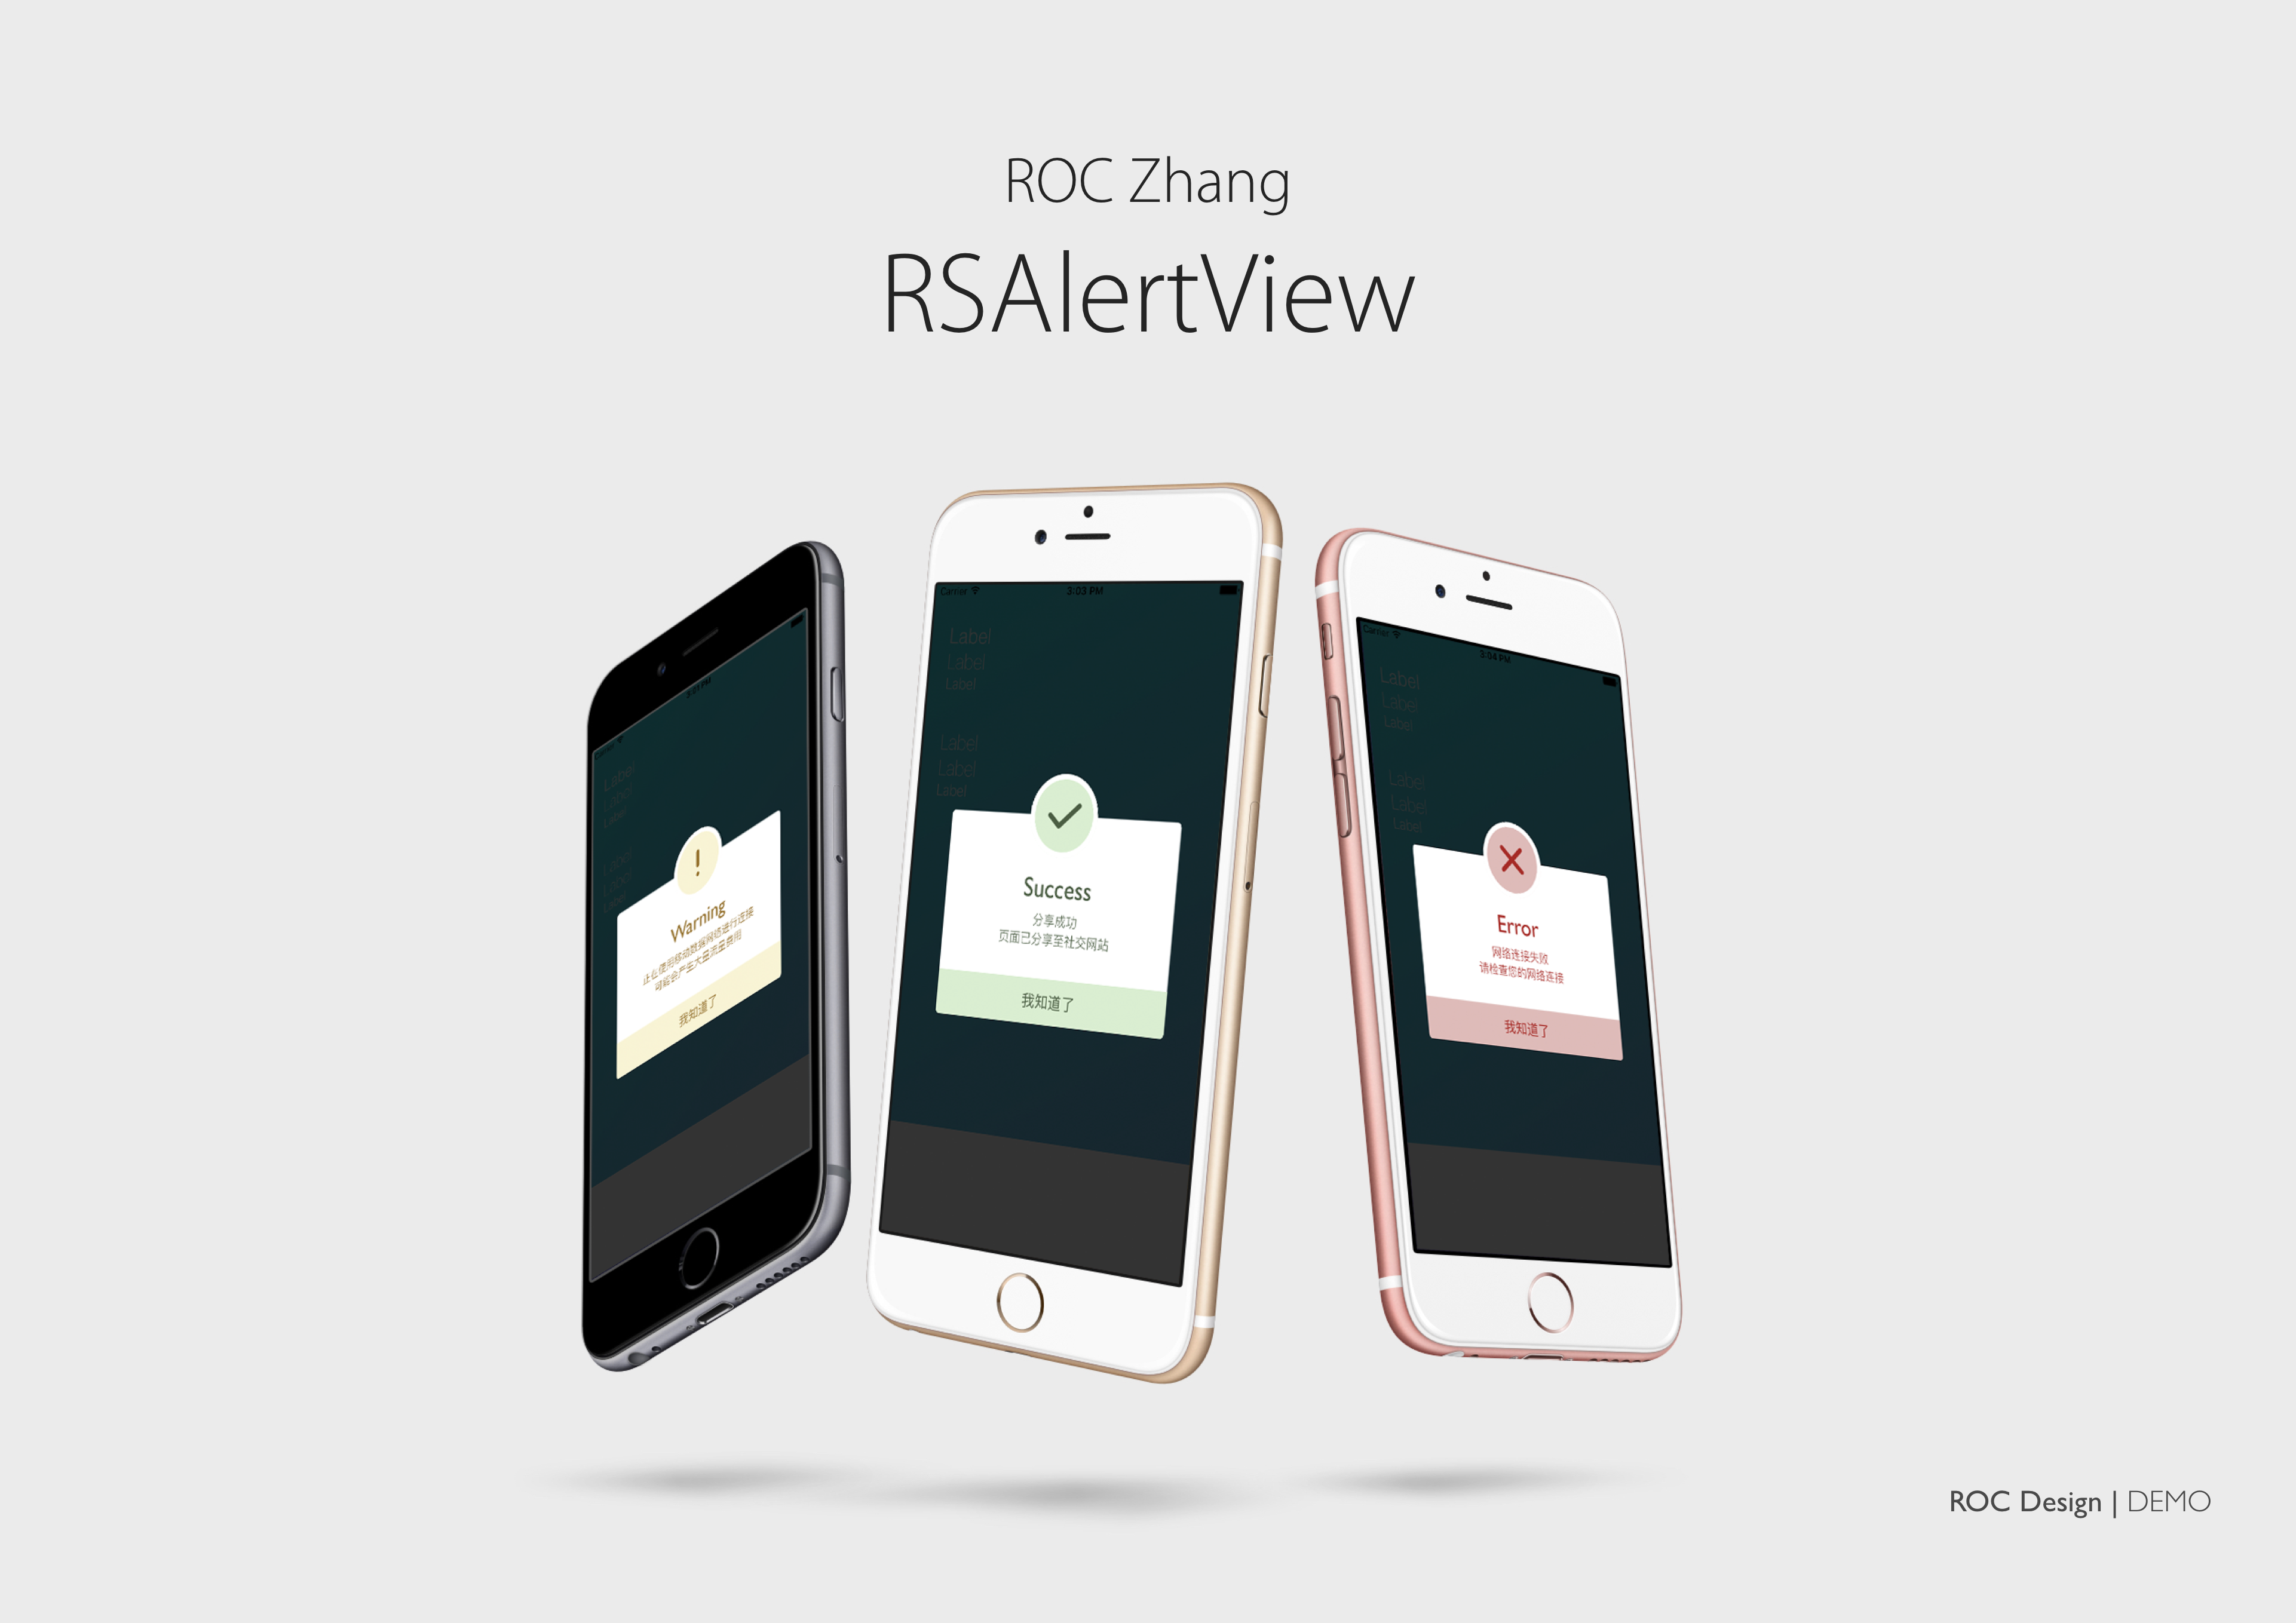 ROC Zhang
RSAlertView
Label
Label
Label
Label
Label
Label
Warning
正在使用移动数据网络进行连接
可能会产生大量流量费用
我知道了
Carrier
3:03 PM
Label
Label
Label
Label
Label
Label
Success
分享成功
页面已分享至社交网站
我知道了
Carrier
3:04 PM
Label
Label
Label
Label
Label
Label
Error
网络连接失败
请检查您的网络连接
我知道了
ROC Design | DEMO